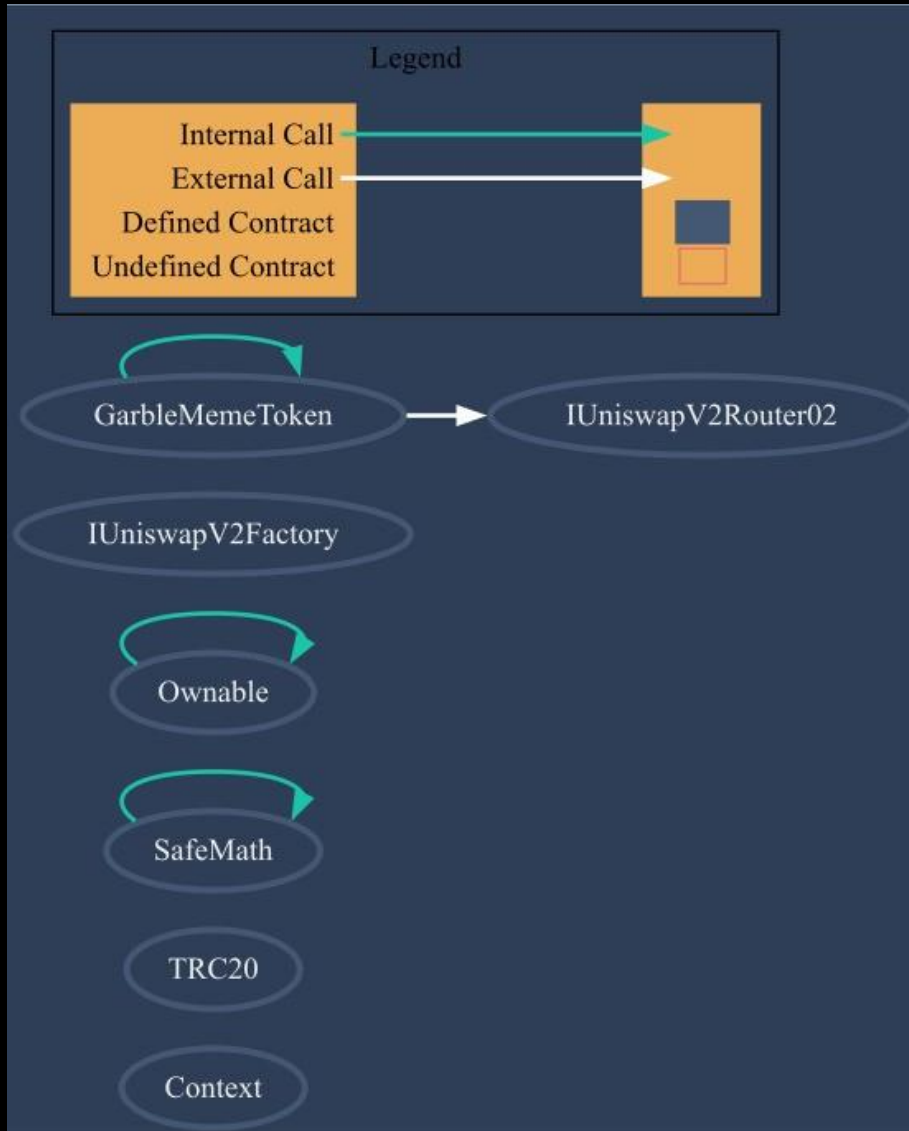 Legend
Internal Call
External Call
Defined Contract
Undefined Contract
GarbleMemeToken
IUniswapV2Router02
IUniswapV2Factory
Ownable
SafeMath
TRC20
Context